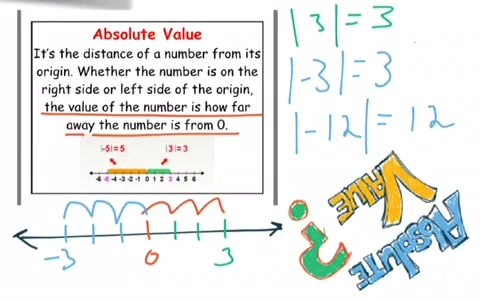 Absolute Value
It's the distance of a number from its
origin. Whether the number is on the
right side or left side of the origin,
the value of the number is how far
away the number is from 0.
|-5|= 5 |3|= 3
-6 -5 -4 -3 -2 -1 0 1 2 3 4 5 6
|3| = 3
|-3| = 3
|-12| = 12
-3 0 3
ABSOLUTE
VALUE
?